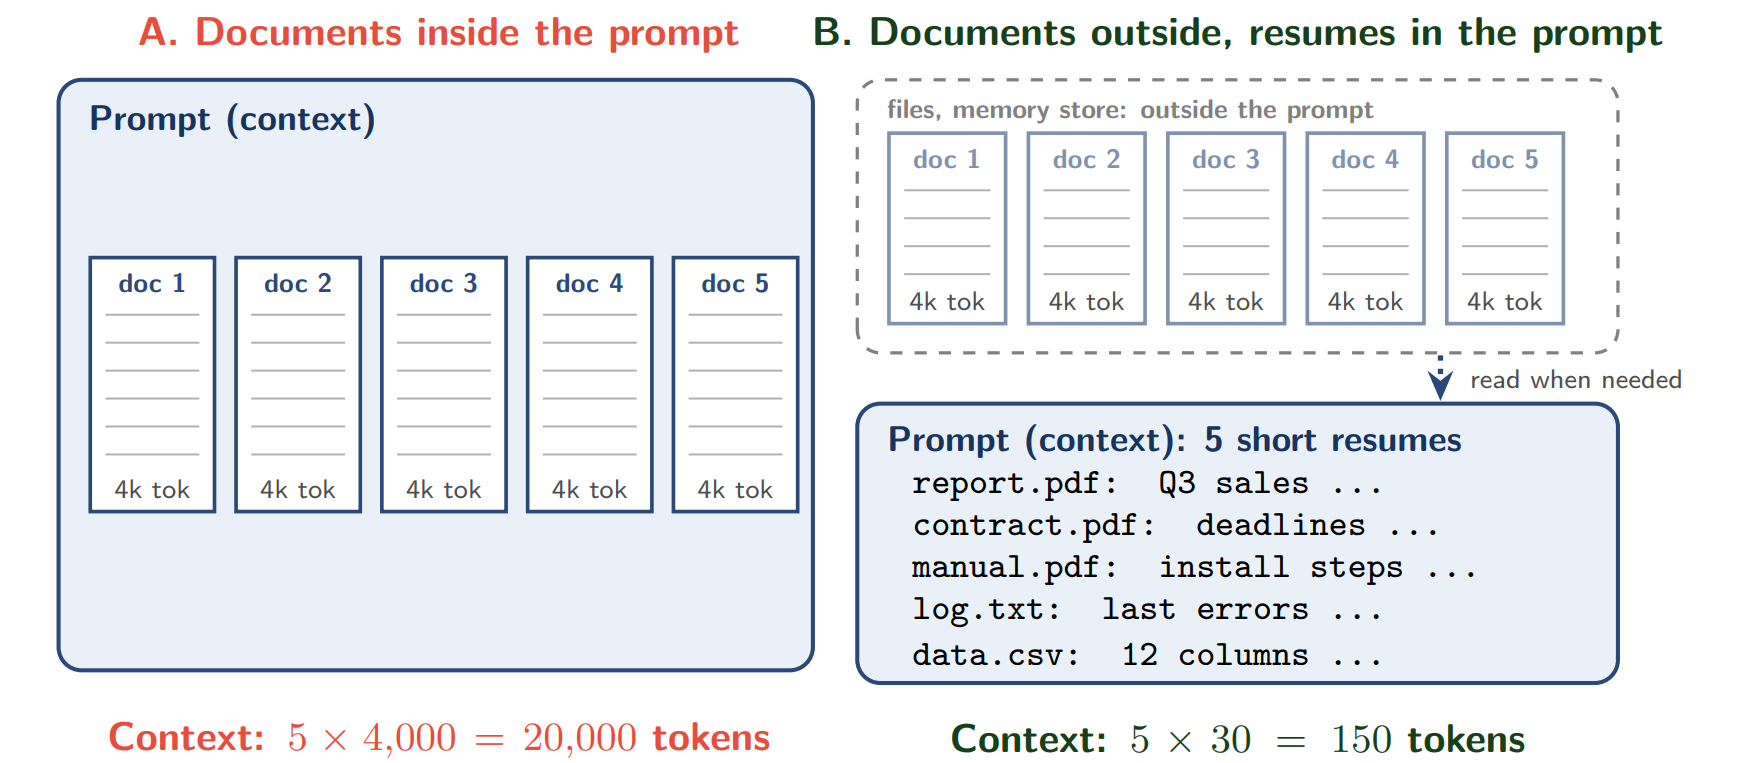 A. Documents inside the prompt
Prompt (context)
doc 1
4k tok
doc 2
4k tok
doc 3
4k tok
doc 4
4k tok
doc 5
4k tok
Context: 5 × 4,000 = 20,000 tokens
B. Documents outside, resumes in the prompt
files, memory store: outside the prompt
doc 1
4k tok
doc 2
4k tok
doc 3
4k tok
doc 4
4k tok
doc 5
4k tok
read when needed
Prompt (context): 5 short resumes
report.pdf: Q3 sales ...
contract.pdf: deadlines ...
manual.pdf: install steps ...
log.txt: last errors ...
data.csv: 12 columns ...
Context: 5 × 30 = 150 tokens